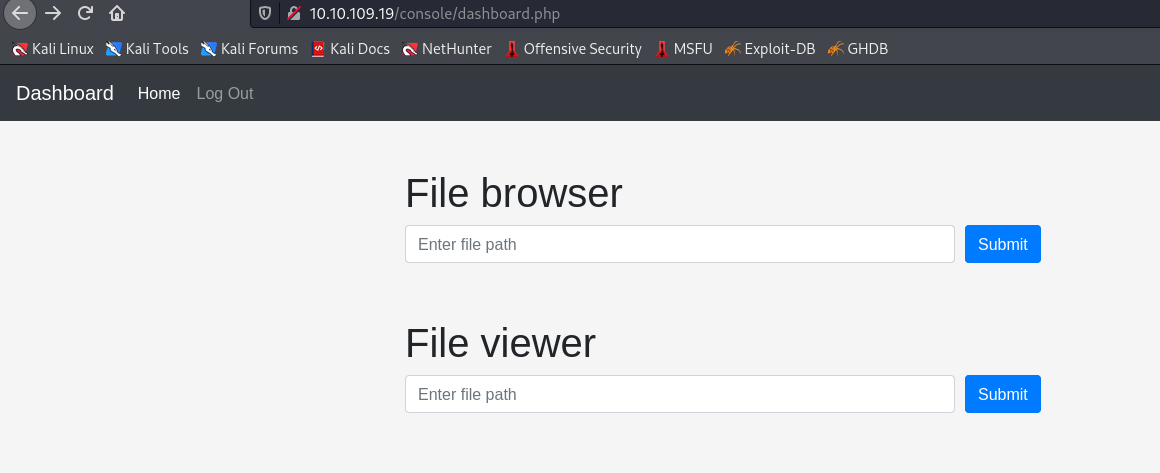 10.10.109.19/console/dashboard.php
Kali Linux Kali Tools Kali Forums Kali Docs NetHunter Offensive Security MSFU Exploit-DB GHDB
Dashboard Home Log Out
File browser
Enter file path Submit
File viewer
Enter file path Submit